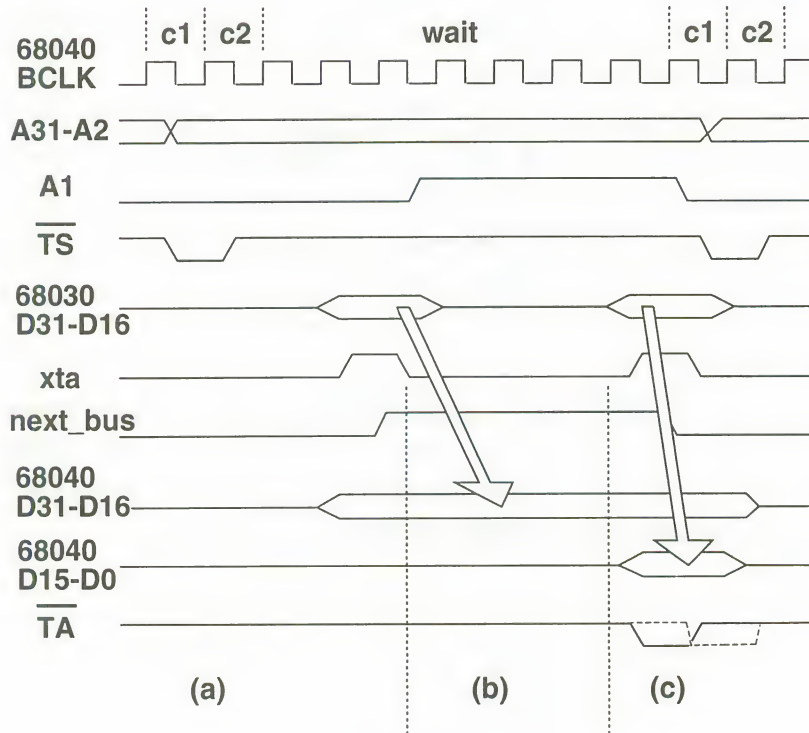 c1 c2 wait c1 c2
68040
BCLK
A31-A2
A1
TS
68030
D31-D16
xta
next_bus
68040
D31-D16
68040
D15-D0
TA
(a) (b) (c)